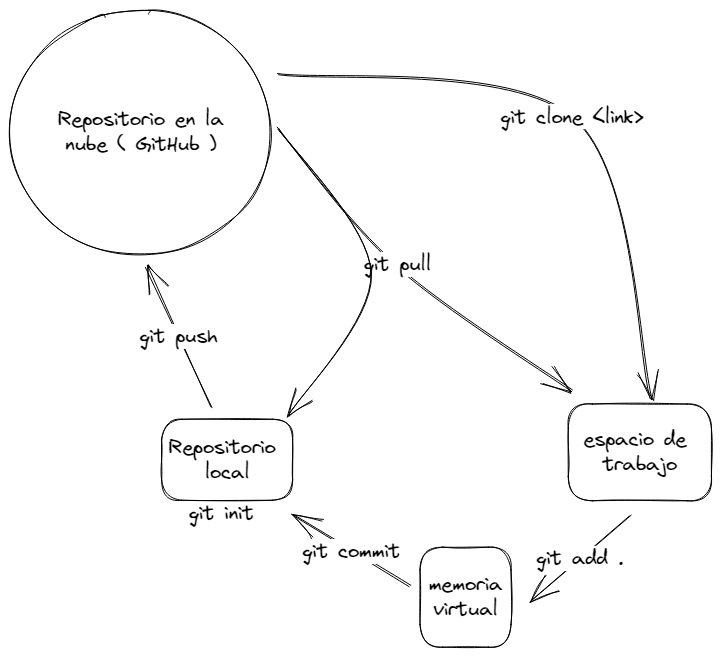 Repositorio en la
nube ( GitHub )
git clone <link>
git pull
git push
Repositorio
local
git init
espacio de
trabajo
git commit
git add .
memoria
virtual